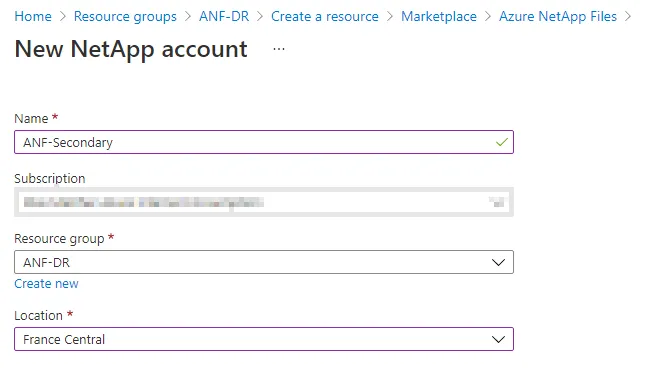 Home > Resource groups > ANF-DR > Create a resource > Marketplace > Azure NetApp Files >
New NetApp account ...
Name *
ANF-Secondary
Subscription
Resource group *
ANF-DR
Create new
Location *
France Central